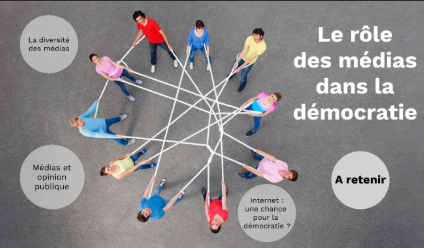 La diversité
des médias
Le rôle
des médias
dans la
démocratie
Médias et
opinion
publique
A retenir
Internet :
une chance
pour la
démocratie ?